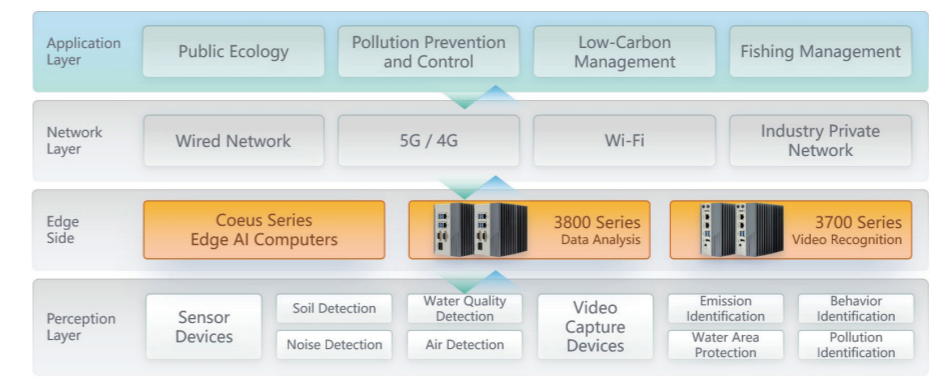 Application
Layer
Public Ecology
Pollution Prevention
and Control
Low-Carbon
Management
Fishing Management
Network
Layer
Wired Network
5G / 4G
Wi-Fi
Industry Private
Network
Edge
Side
Coeus Series
Edge AI Computers
3800 Series
Data Analysis
3700 Series
Video Recognition
Perception
Layer
Sensor
Devices
Soil Detection
Noise Detection
Water Quality
Detection
Air Detection
Video
Capture
Devices
Emission
Identification
Water Area
Protection
Behavior
Identification
Pollution
Identification